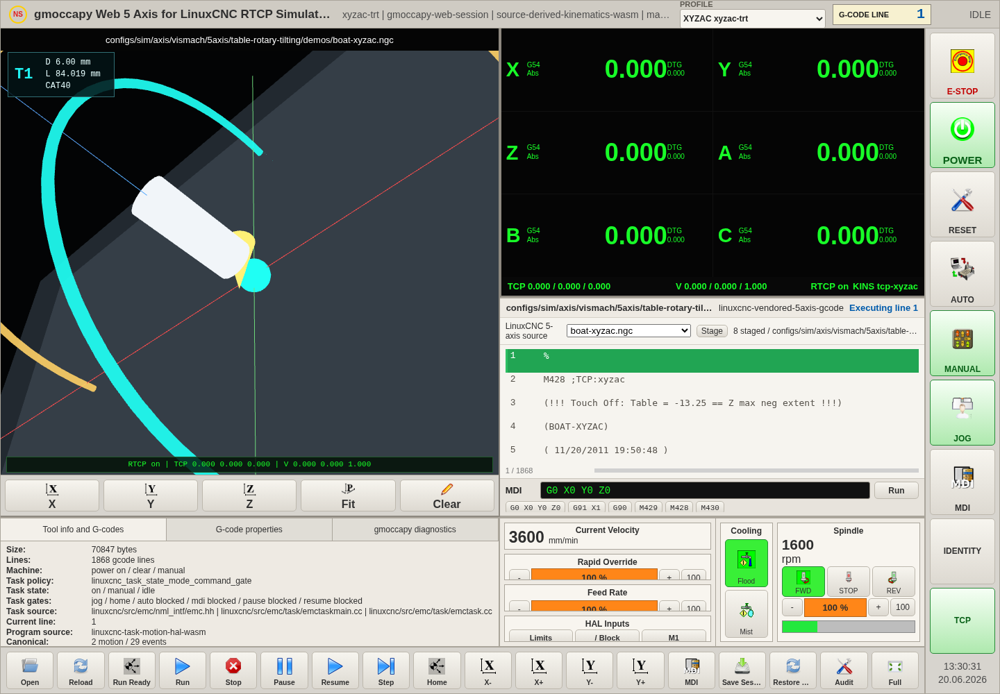 NS gmoccapy Web 5 Axis for LinuxCNC RTCP Simulat… xyzac-trt | gmoccapy-web-session | source-derived-kinematics-wasm | ma… PROFILE XYZAC xyzac-trt G-CODE LINE 1 IDLE
configs/sim/axis/vismach/5axis/table-rotary-tilting/demos/boat-xyzac.ngc
T1
D 6.00 mm
L 84.019 mm
CAT40
RTCP on | TCP 0.000 0.000 0.000 | V 0.000 0.000 1.000
X Y Z P
X Y Z Fit Clear
X G54 Abs 0.000 DTG 0.000
Y G54 Abs 0.000 DTG 0.000
Z G54 Abs 0.000 DTG 0.000
A G54 Abs 0.000 DTG 0.000
B G54 Abs 0.000 DTG 0.000
C G54 Abs 0.000 DTG 0.000
TCP 0.000 / 0.000 / 0.000 V 0.000 / 0.000 / 1.000 RTCP on KINS tcp-xyzac
configs/sim/axis/vismach/5axis/table-rotary-til… linuxcnc-vendored-5axis-gcode Executing line 1
LinuxCNC 5-axis source boat-xyzac.ngc Stage 8 staged / configs/sim/axis/vismach/5axis/table-…
1 %
2 M428 ;TCP:xyzac
3 (!!! Touch Off: Table = -13.25 == Z max neg extent !!!)
4 (BOAT-XYZAC)
5 ( 11/20/2011 19:50:48 )
1 / 1868
MDI G0 X0 Y0 Z0 Run
G0 X0 Y0 Z0 G91 X1 G90 M429 M428 M430
Tool info and G-codes G-code properties gmoccapy diagnostics
Size: 70847 bytes
Lines: 1868 gcode lines
Machine: power on / clear / manual
Task policy: linuxcnc_task_state_mode_command_gate
Task state: on / manual / idle
Task gates: jog / home / auto blocked / mdi blocked / pause blocked / resume blocked
Task source: linuxcnc/src/emc/nml_intf/emc.hh | linuxcnc/src/emc/task/emctaskmain.cc | linuxcnc/src/emc/task/emctask.cc
Current line: 1
Program source: linuxcnc-task-motion-hal-wasm
Canonical: 2 motion / 29 events
Current Velocity
3600 mm/min
Rapid Override
- 100 % + 100
Feed Rate
- 100 % + 100
HAL Inputs
Limits / Block M1
Cooling
Flood
Mist
Spindle
1600
rpm
FWD STOP REV
- 100 % + 100
E-STOP
POWER
RESET
AUTO
MANUAL
JOG
MDI
MDI
IDENTITY
TCP
X X Y Y MDI
Open Reload Run Ready Run Stop Pause Resume Step Home X- X+ Y- Y+ MDI Save Ses… Restore … Audit Full
13:30:31
20.06.2026